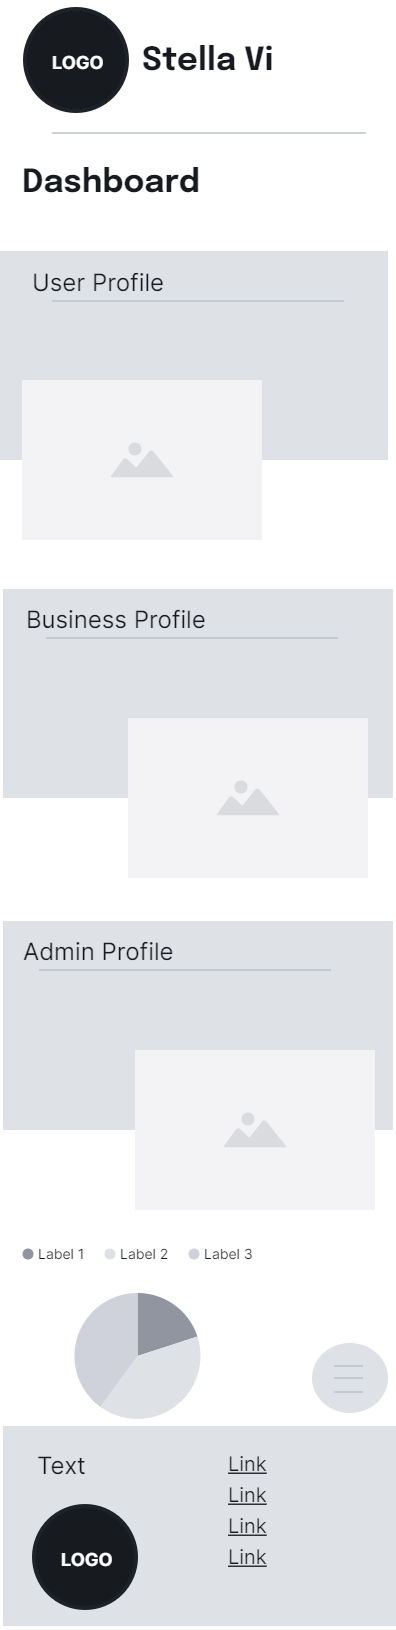 LOGO
Stella Vi
Dashboard
User Profile
Business Profile
Admin Profile
Label 1 Label 2 Label 3
Text
Link
Link
Link
Link
LOGO